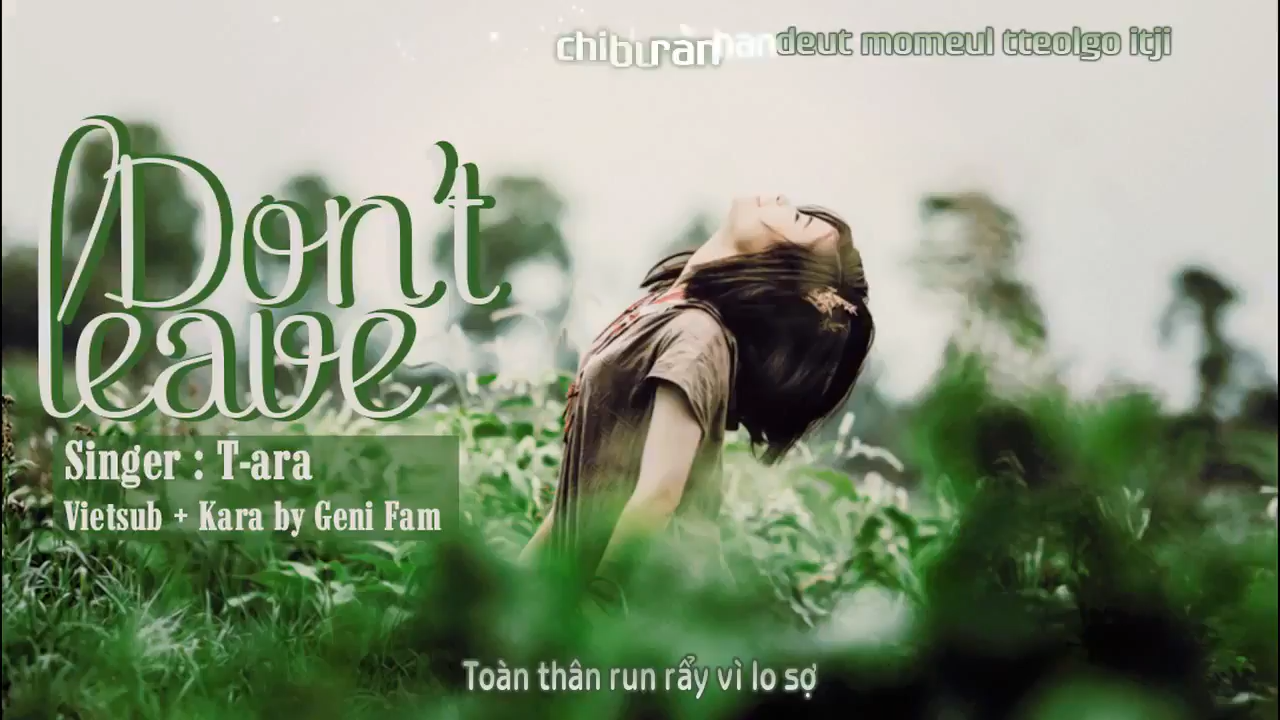 chiburan han deut momeul tteolgo itji
Don't
leave
Singer : T-ara
Vietsub + Kara by Geni Fam
Toàn thân run rẩy vì lo sợ